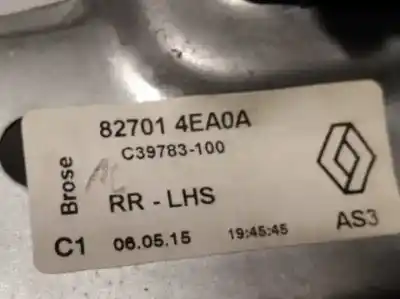 82701 4EA0A
C39783-100
Brose
RR - LHS
AS3
C1 06.05.15 19:45:45